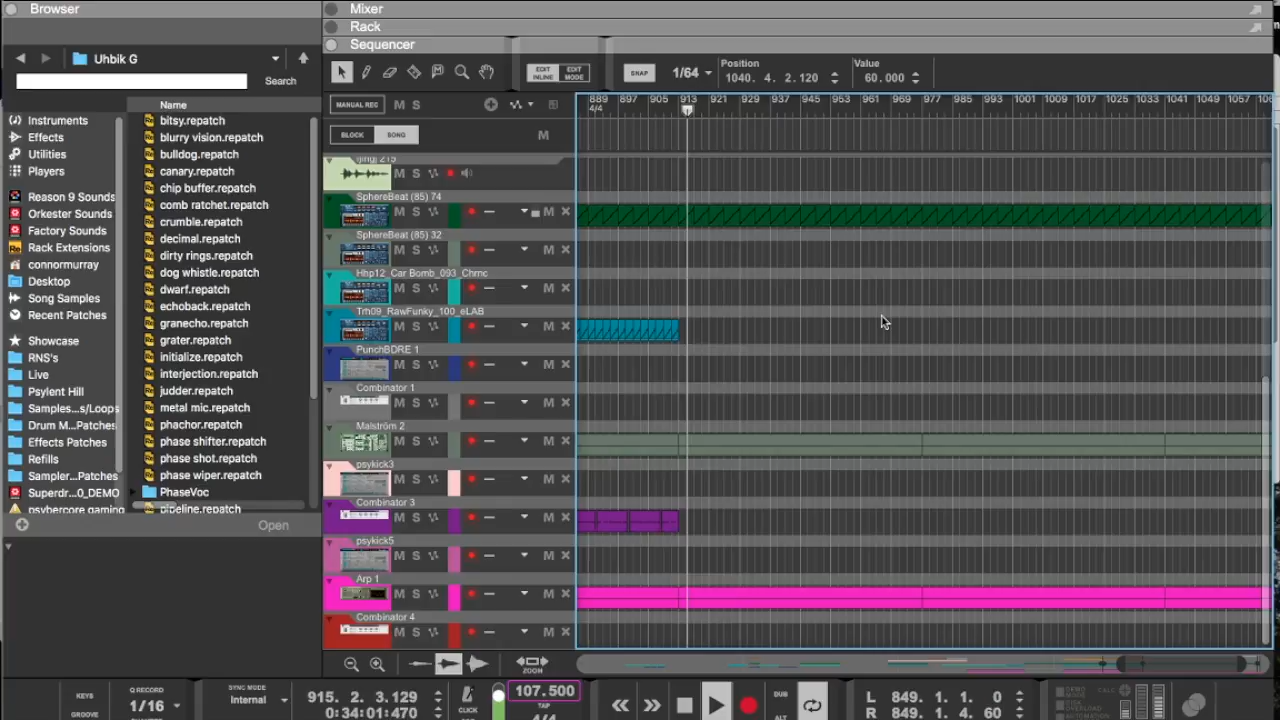 Browser
Mixer
Rack
Sequencer
Uhbik G
Search
Name
Instruments
Effects
Utilities
Players
Reason 9 Sounds
Orkester Sounds
Factory Sounds
Rack Extensions
connormurray
Desktop
Song Samples
Recent Patches
Showcase
RNS's
Live
Psylent Hill
Samples...s/Loops
Drum M...Patches
Effects Patches
Refills
Sampler...Patches
Superdr...0_DEMO
psybercore gaming
bitsy.repatch
blurry vision.repatch
bulldog.repatch
canary.repatch
chip buffer.repatch
comb ratchet.repatch
crumble.repatch
decimal.repatch
dirty rings.repatch
dog whistle.repatch
dwarf.repatch
echoback.repatch
granecho.repatch
grater.repatch
initialize.repatch
interjection.repatch
judder.repatch
metal mic.repatch
phachor.repatch
phase shifter.repatch
phase shot.repatch
phase wiper.repatch
PhaseVoc
pipeline.repatch
Open
EDIT INLINE
EDIT MODE
SNAP
1/64
Position
1040. 4. 2. 120
Value
60.000
MANUAL REC
M S
BLOCK
SONG
M
889 897 905 913 921 929 937 945 953 961 969 977 985 993 1001 1009 1017 1025 1033 1041 1049 1057
4/4
M S
SphereBeat (85) 74
M S M
SphereBeat (85) 32
M S M
Hhp12_Car Bomb_093_Chrnc
M S M
Trh09_RawFunky_100_eLAB
M S M
PunchBDRE 1
M S M
Combinator 1
M S M
Malström 2
M S M
psykick3
M S M
Combinator 3
M S M
psykick5
M S M
Arp 1
M S M
Combinator 4
M S M
ZOOM
KEYS
GROOVE
Q RECORD
1/16
SYNC MODE
Internal
915. 2. 3.129
0:34:01:470
CLICK
107.500
TAP
4/4
DUB
ALT
L 849. 1. 1. 0
R 849. 1. 4. 60
CALC